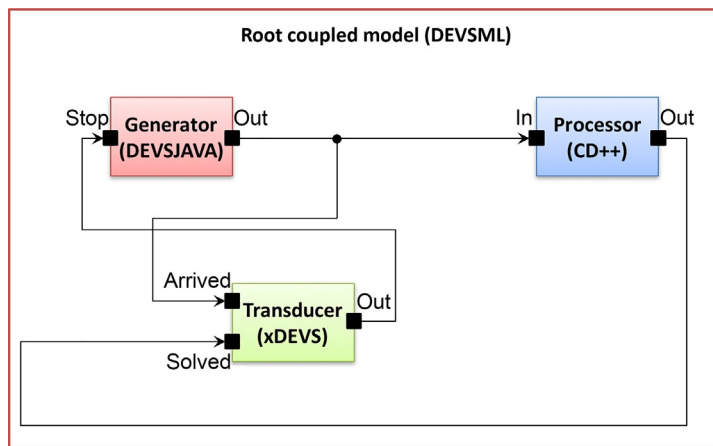 Root coupled model (DEVSML)
Stop
Generator
(DEVSJAVA)
Out
In
Processor
(CD++)
Out
Arrived
Transducer
(xDEVS)
Out
Solved